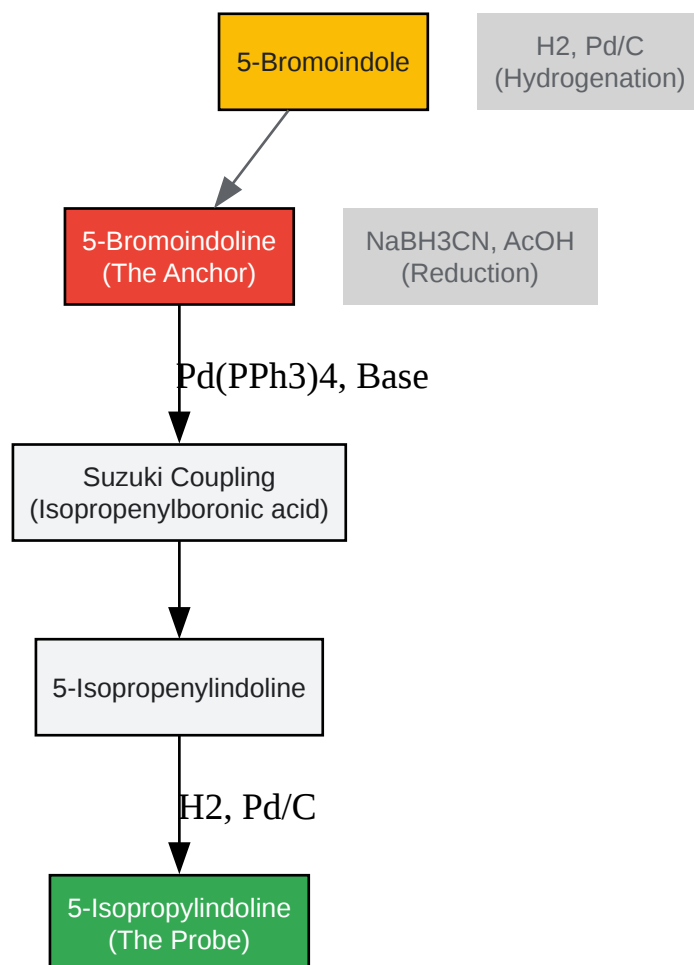 5-Bromoindole
H2, Pd/C
(Hydrogenation)
5-Bromoindoline
(The Anchor)
NaBH3CN, AcOH
(Reduction)
Pd(PPh3)4, Base
Suzuki Coupling
(Isopropenylboronic acid)
5-Isopropenylindoline
H2, Pd/C
5-Isopropylindoline
(The Probe)